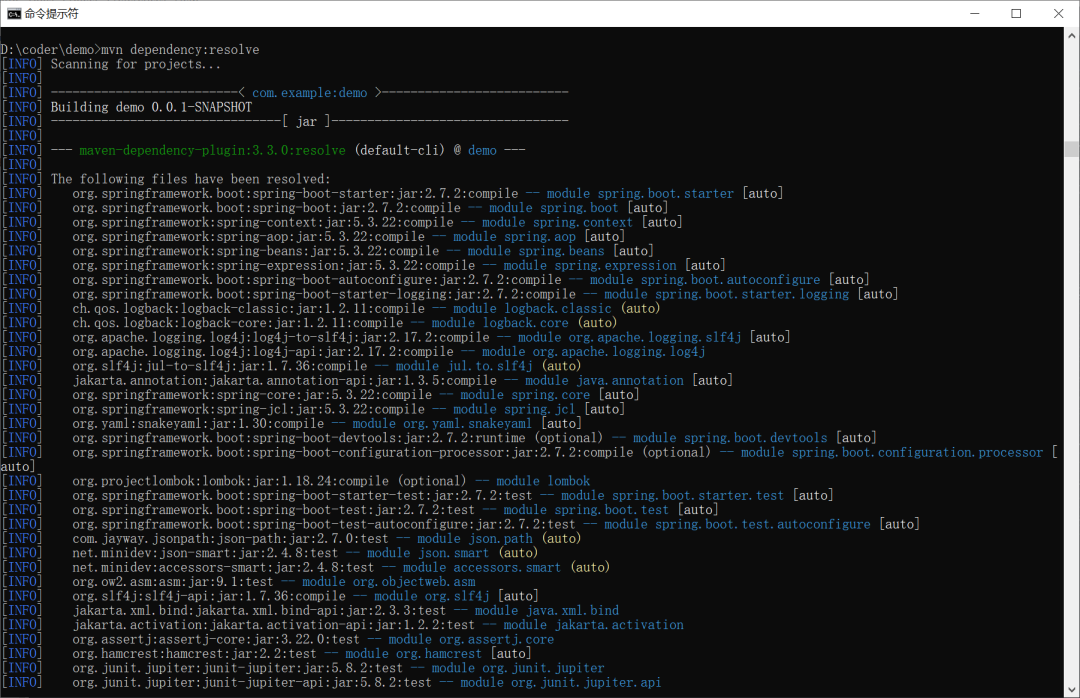 命令提示符
D:\coder\demo>mvn dependency:resolve
[INFO] Scanning for projects...
[INFO]
[INFO] --------------------------< com.example:demo >--------------------------
[INFO] Building demo 0.0.1-SNAPSHOT
[INFO] --------------------------------[ jar ]---------------------------------
[INFO]
[INFO] --- maven-dependency-plugin:3.3.0:resolve (default-cli) @ demo ---
[INFO]
[INFO] The following files have been resolved:
[INFO]    org.springframework.boot:spring-boot-starter:jar:2.7.2:compile -- module spring.boot.starter [auto]
[INFO]    org.springframework.boot:spring-boot:jar:2.7.2:compile -- module spring.boot [auto]
[INFO]    org.springframework:spring-context:jar:5.3.22:compile -- module spring.context [auto]
[INFO]    org.springframework:spring-aop:jar:5.3.22:compile -- module spring.aop [auto]
[INFO]    org.springframework:spring-beans:jar:5.3.22:compile -- module spring.beans [auto]
[INFO]    org.springframework:spring-expression:jar:5.3.22:compile -- module spring.expression [auto]
[INFO]    org.springframework.boot:spring-boot-autoconfigure:jar:2.7.2:compile -- module spring.boot.autoconfigure [auto]
[INFO]    org.springframework.boot:spring-boot-starter-logging:jar:2.7.2:compile -- module spring.boot.starter.logging [auto]
[INFO]    ch.qos.logback:logback-classic:jar:1.2.11:compile -- module logback.classic (auto)
[INFO]    ch.qos.logback:logback-core:jar:1.2.11:compile -- module logback.core (auto)
[INFO]    org.apache.logging.log4j:log4j-to-slf4j:jar:2.17.2:compile -- module org.apache.logging.slf4j [auto]
[INFO]    org.apache.logging.log4j:log4j-api:jar:2.17.2:compile -- module org.apache.logging.log4j
[INFO]    org.slf4j:jul-to-slf4j:jar:1.7.36:compile -- module jul.to.slf4j (auto)
[INFO]    jakarta.annotation:jakarta.annotation-api:jar:1.3.5:compile -- module java.annotation [auto]
[INFO]    org.springframework:spring-core:jar:5.3.22:compile -- module spring.core [auto]
[INFO]    org.springframework:spring-jcl:jar:5.3.22:compile -- module spring.jcl [auto]
[INFO]    org.yaml:snakeyaml:jar:1.30:compile -- module org.yaml.snakeyaml [auto]
[INFO]    org.springframework.boot:spring-boot-devtools:jar:2.7.2:runtime (optional) -- module spring.boot.devtools [auto]
[INFO]    org.springframework.boot:spring-boot-configuration-processor:jar:2.7.2:compile (optional) -- module spring.boot.configuration.processor [
auto]
[INFO]    org.projectlombok:lombok:jar:1.18.24:compile (optional) -- module lombok
[INFO]    org.springframework.boot:spring-boot-starter-test:jar:2.7.2:test -- module spring.boot.starter.test [auto]
[INFO]    org.springframework.boot:spring-boot-test:jar:2.7.2:test -- module spring.boot.test [auto]
[INFO]    org.springframework.boot:spring-boot-test-autoconfigure:jar:2.7.2:test -- module spring.boot.test.autoconfigure [auto]
[INFO]    com.jayway.jsonpath:json-path:jar:2.7.0:test -- module json.path (auto)
[INFO]    net.minidev:json-smart:jar:2.4.8:test -- module json.smart (auto)
[INFO]    net.minidev:accessors-smart:jar:2.4.8:test -- module accessors.smart (auto)
[INFO]    org.ow2.asm:asm:jar:9.1:test -- module org.objectweb.asm
[INFO]    org.slf4j:slf4j-api:jar:1.7.36:compile -- module org.slf4j [auto]
[INFO]    jakarta.xml.bind:jakarta.xml.bind-api:jar:2.3.3:test -- module java.xml.bind
[INFO]    jakarta.activation:jakarta.activation-api:jar:1.2.2:test -- module jakarta.activation
[INFO]    org.assertj:assertj-core:jar:3.22.0:test -- module org.assertj.core
[INFO]    org.hamcrest:hamcrest:jar:2.2:test -- module org.hamcrest [auto]
[INFO]    org.junit.jupiter:junit-jupiter:jar:5.8.2:test -- module org.junit.jupiter
[INFO]    org.junit.jupiter:junit-jupiter-api:jar:5.8.2:test -- module org.junit.jupiter.api